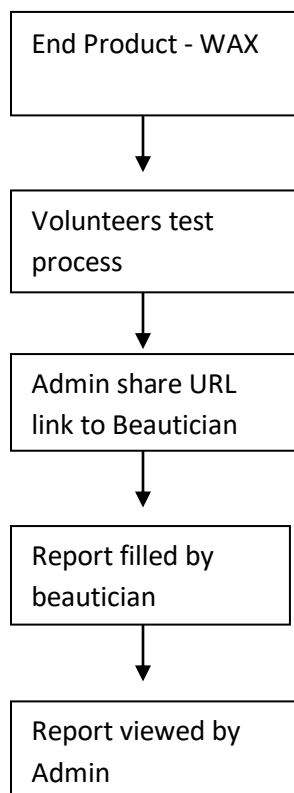 End Product - WAX
Volunteers test
process
Admin share URL
link to Beautician
Report filled by
beautician
Report viewed by
Admin